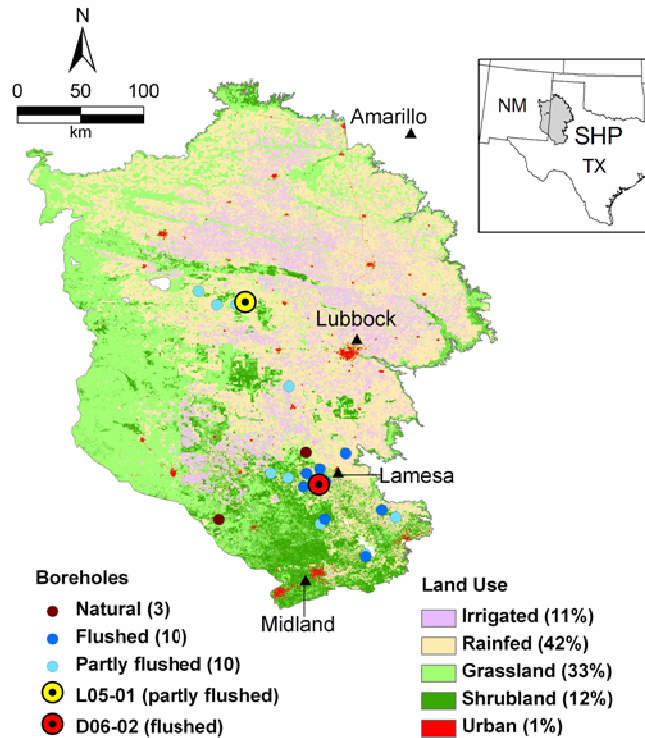 N
0 50 100
km
Amarillo
NM
SHP
TX
Lubbock
Lamesa
Midland
Boreholes
Natural (3)
Flushed (10)
Partly flushed (10)
L05-01 (partly flushed)
D06-02 (flushed)
Land Use
Irrigated (11%)
Rainfed (42%)
Grassland (33%)
Shrubland (12%)
Urban (1%)